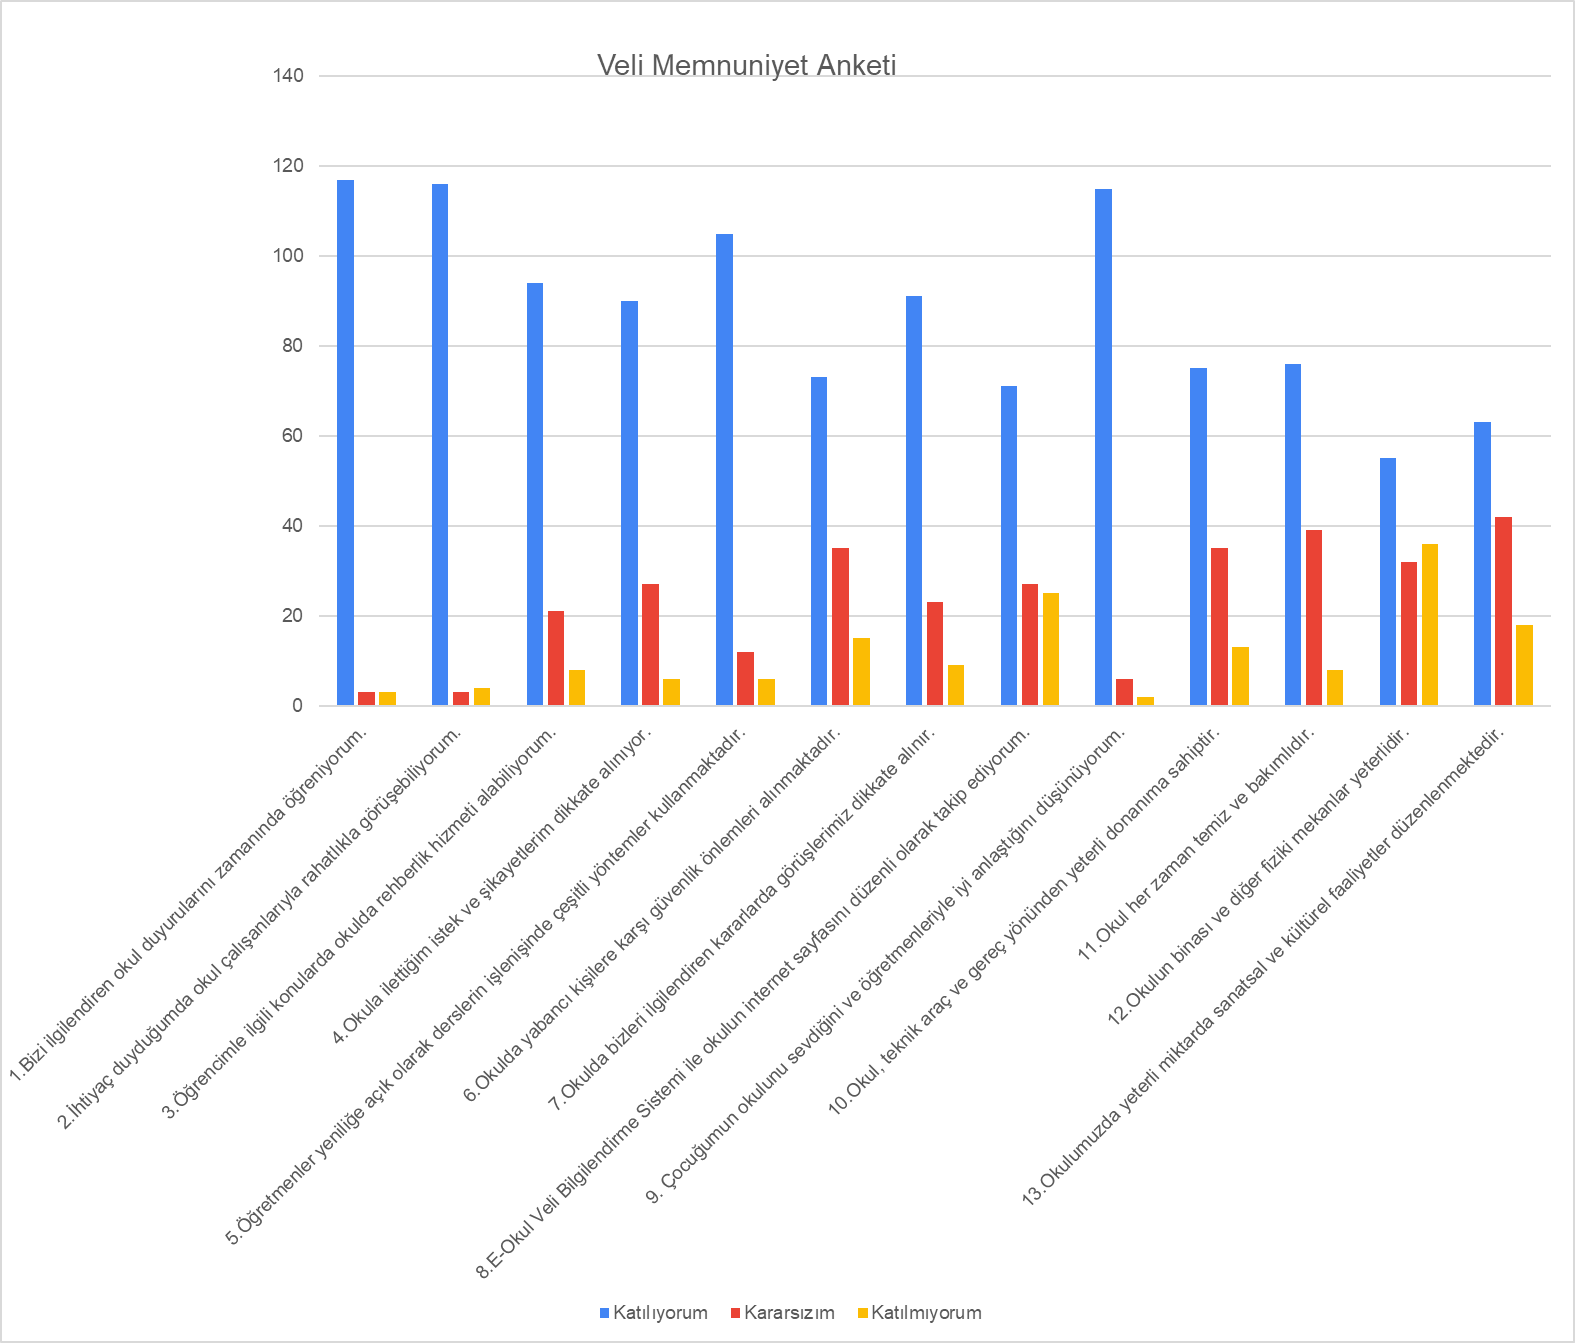 Veli Memnuniyet Anketi
140
120
100
80
60
40
20
0
1.Bizi ilgilendiren okul duyurularını zamanında öğreniyorum.
2.İhtiyaç duyduğumda okul çalışanlarıyla rahatlıkla görüşebiliyorum.
3.Öğrencimle ilgili konularda okulda rehberlik hizmeti alabiliyorum.
4.Okula ilettiğim istek ve şikayetlerim dikkate alınıyor.
5.Öğretmenler yeniliğe açık olarak derslerin işlenişinde çeşitli yöntemler kullanmaktadır.
6.Okulda yabancı kişilere karşı güvenlik önlemleri alınmaktadır.
7.Okulda bizleri ilgilendiren kararlarda görüşlerimiz dikkate alınır.
8.E-Okul Veli Bilgilendirme Sistemi ile okulun internet sayfasını düzenli olarak takip ediyorum.
9. Çocuğumun okulunu sevdiğini ve öğretmenleriyle iyi anlaştığını düşünüyorum.
10.Okul, teknik araç ve gereç yönünden yeterli donanıma sahiptir.
11.Okul her zaman temiz ve bakımlıdır.
12.Okulun binası ve diğer fiziki mekanlar yeterlidir.
13.Okulumuzda yeterli miktarda sanatsal ve kültürel faaliyetler düzenlenmektedir.
Katılıyorum Kararsızım Katılmıyorum